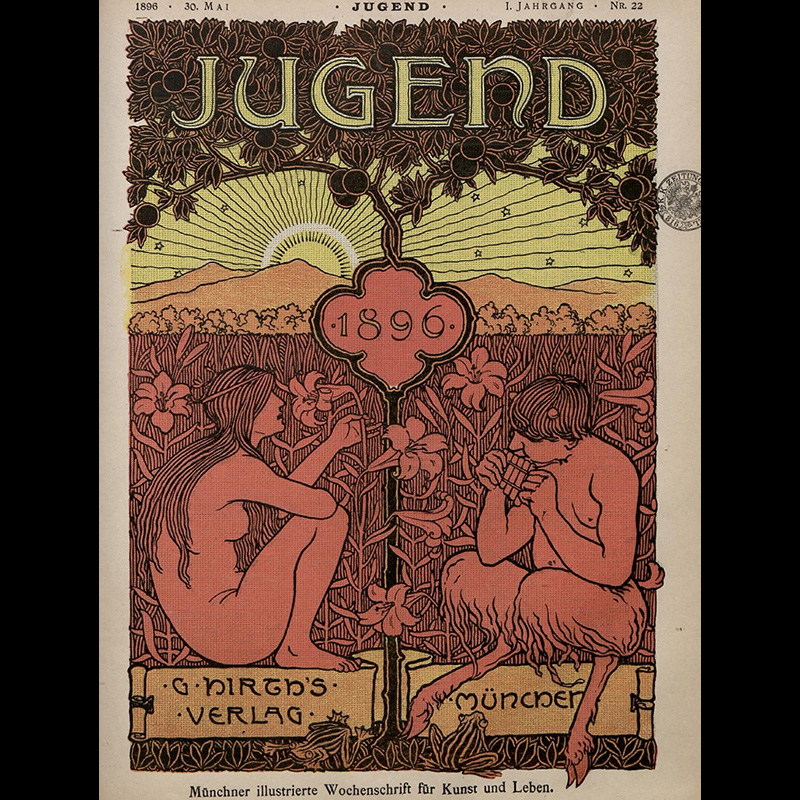 1896 · 30. MAI · JUGEND · I. JAHRGANG · NR. 22
JUGEND
·1896·
·G·HIRTH'S·
·VERLAG·
·MÜNCHEN
Münchner illustrierte Wochenschrift für Kunst und Leben.